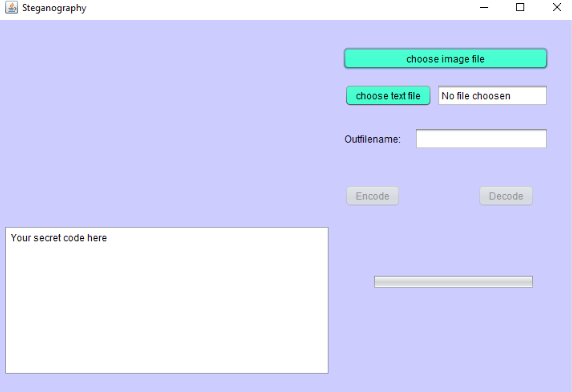 Steganography
choose image file
choose text file
No file choosen
Outfilename:
Encode
Decode
Your secret code here